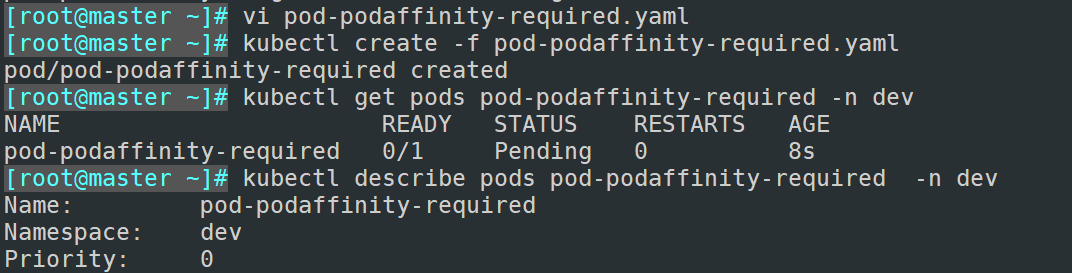 [root@master ~]# vi pod-podaffinity-required.yaml
[root@master ~]# kubectl create -f pod-podaffinity-required.yaml
pod/pod-podaffinity-required created
[root@master ~]# kubectl get pods pod-podaffinity-required -n dev
NAME                       READY   STATUS    RESTARTS   AGE
pod-podaffinity-required   0/1     Pending   0          8s
[root@master ~]# kubectl describe pods pod-podaffinity-required  -n dev
Name:         pod-podaffinity-required
Namespace:    dev
Priority:     0